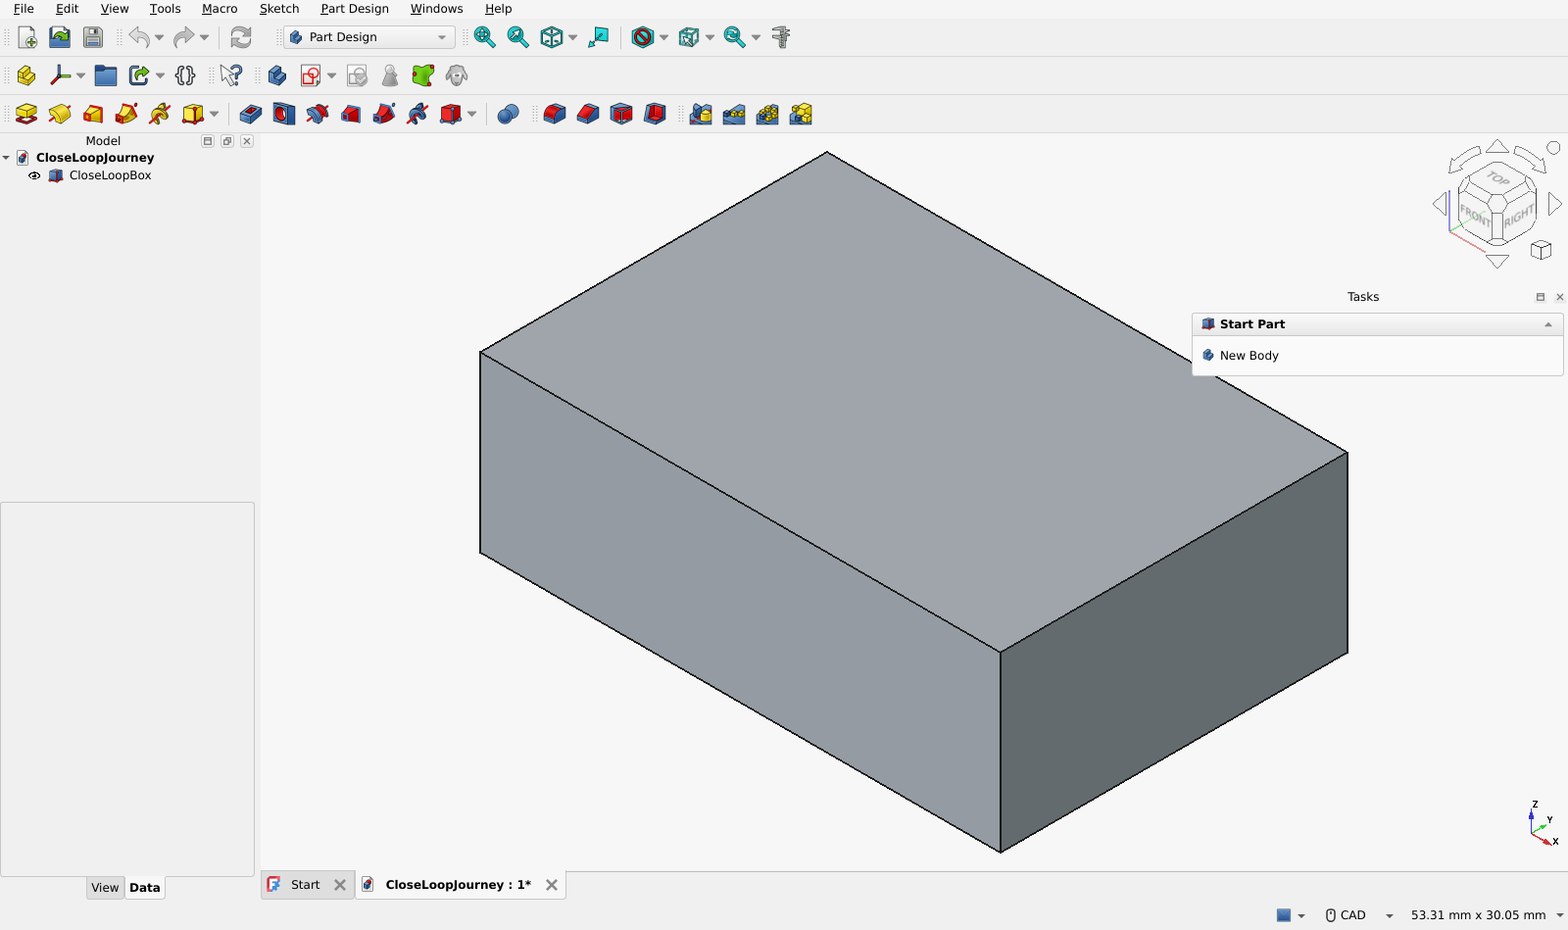 File Edit View Tools Macro Sketch Part Design Windows Help
Part Design
Model
CloseLoopJourney
CloseLoopBox
TOP
FRONT
RIGHT
Tasks
Start Part
New Body
Z
Y
X
View Data
Start
CloseLoopJourney : 1*
CAD
53.31 mm x 30.05 mm